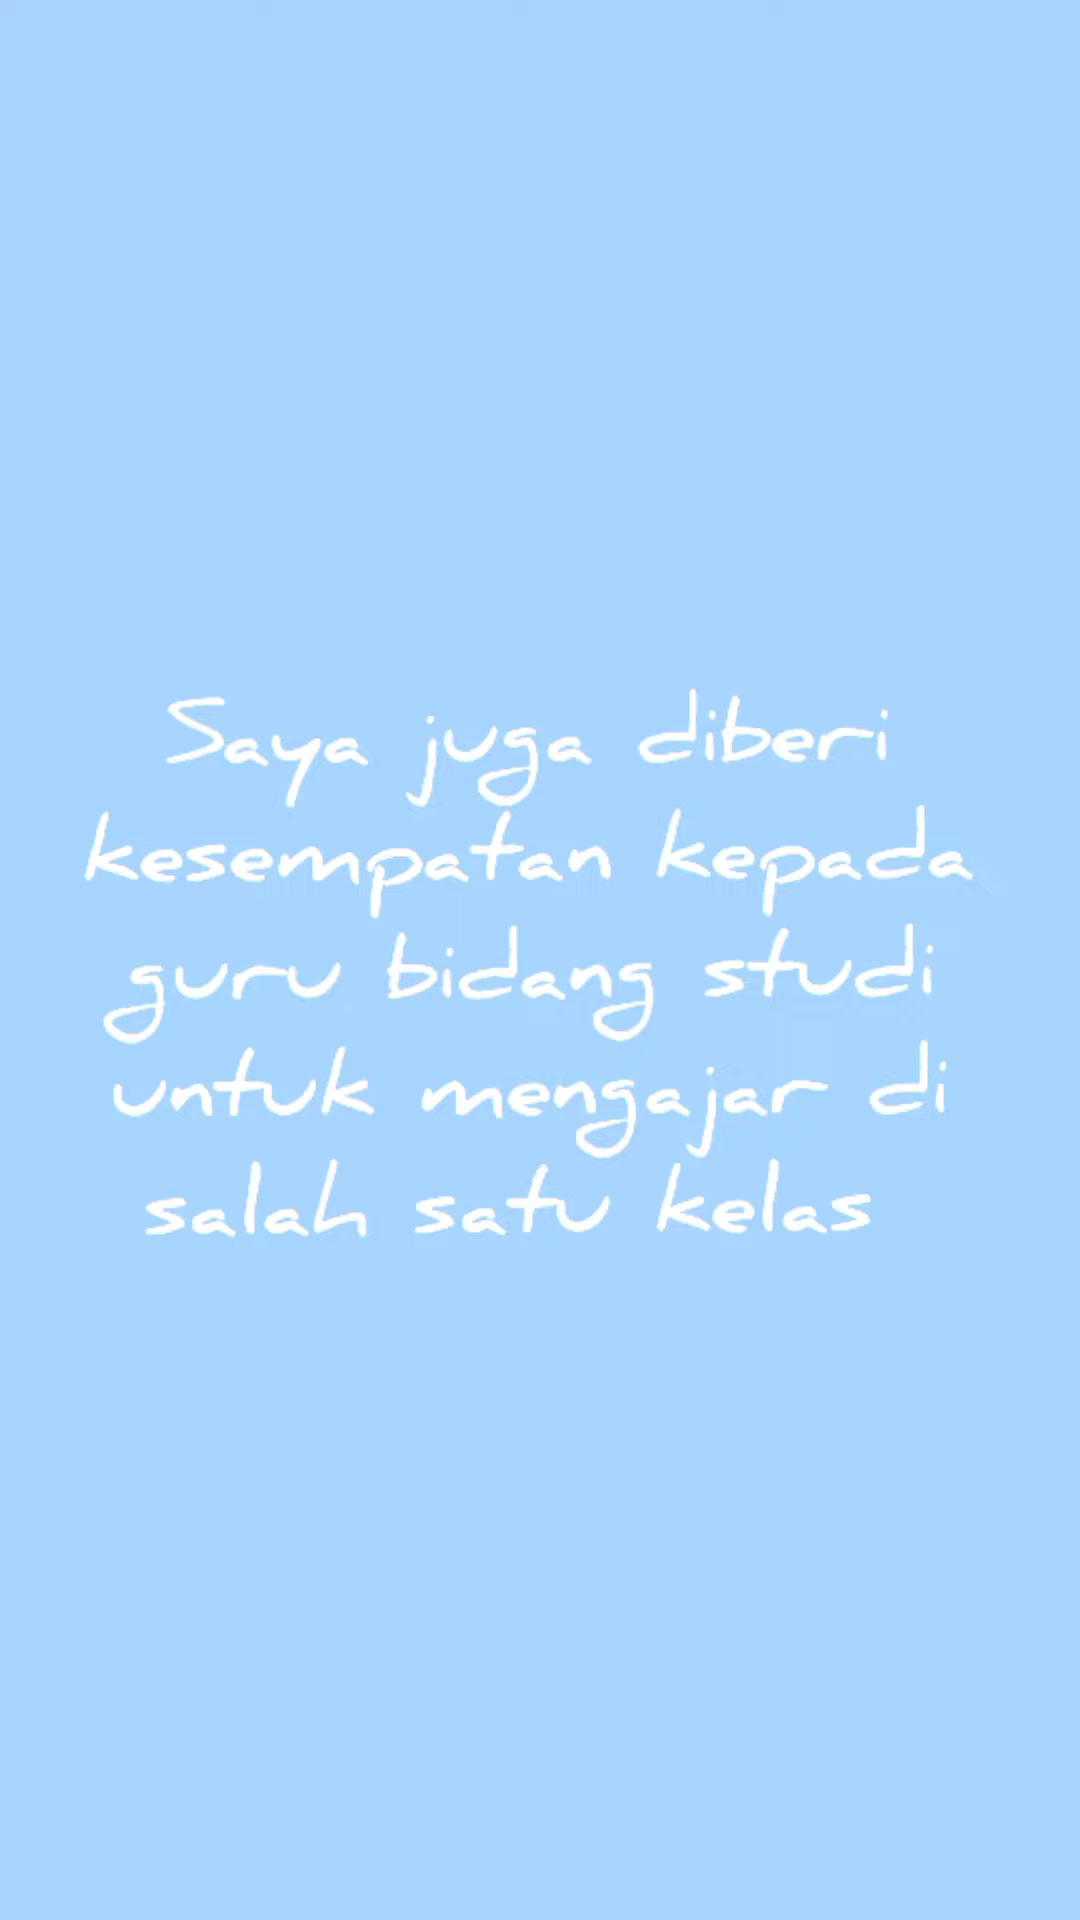 Saya juga diberi
kesempatan kepada
guru bidang studi
untuk mengajar di
salah satu kelas